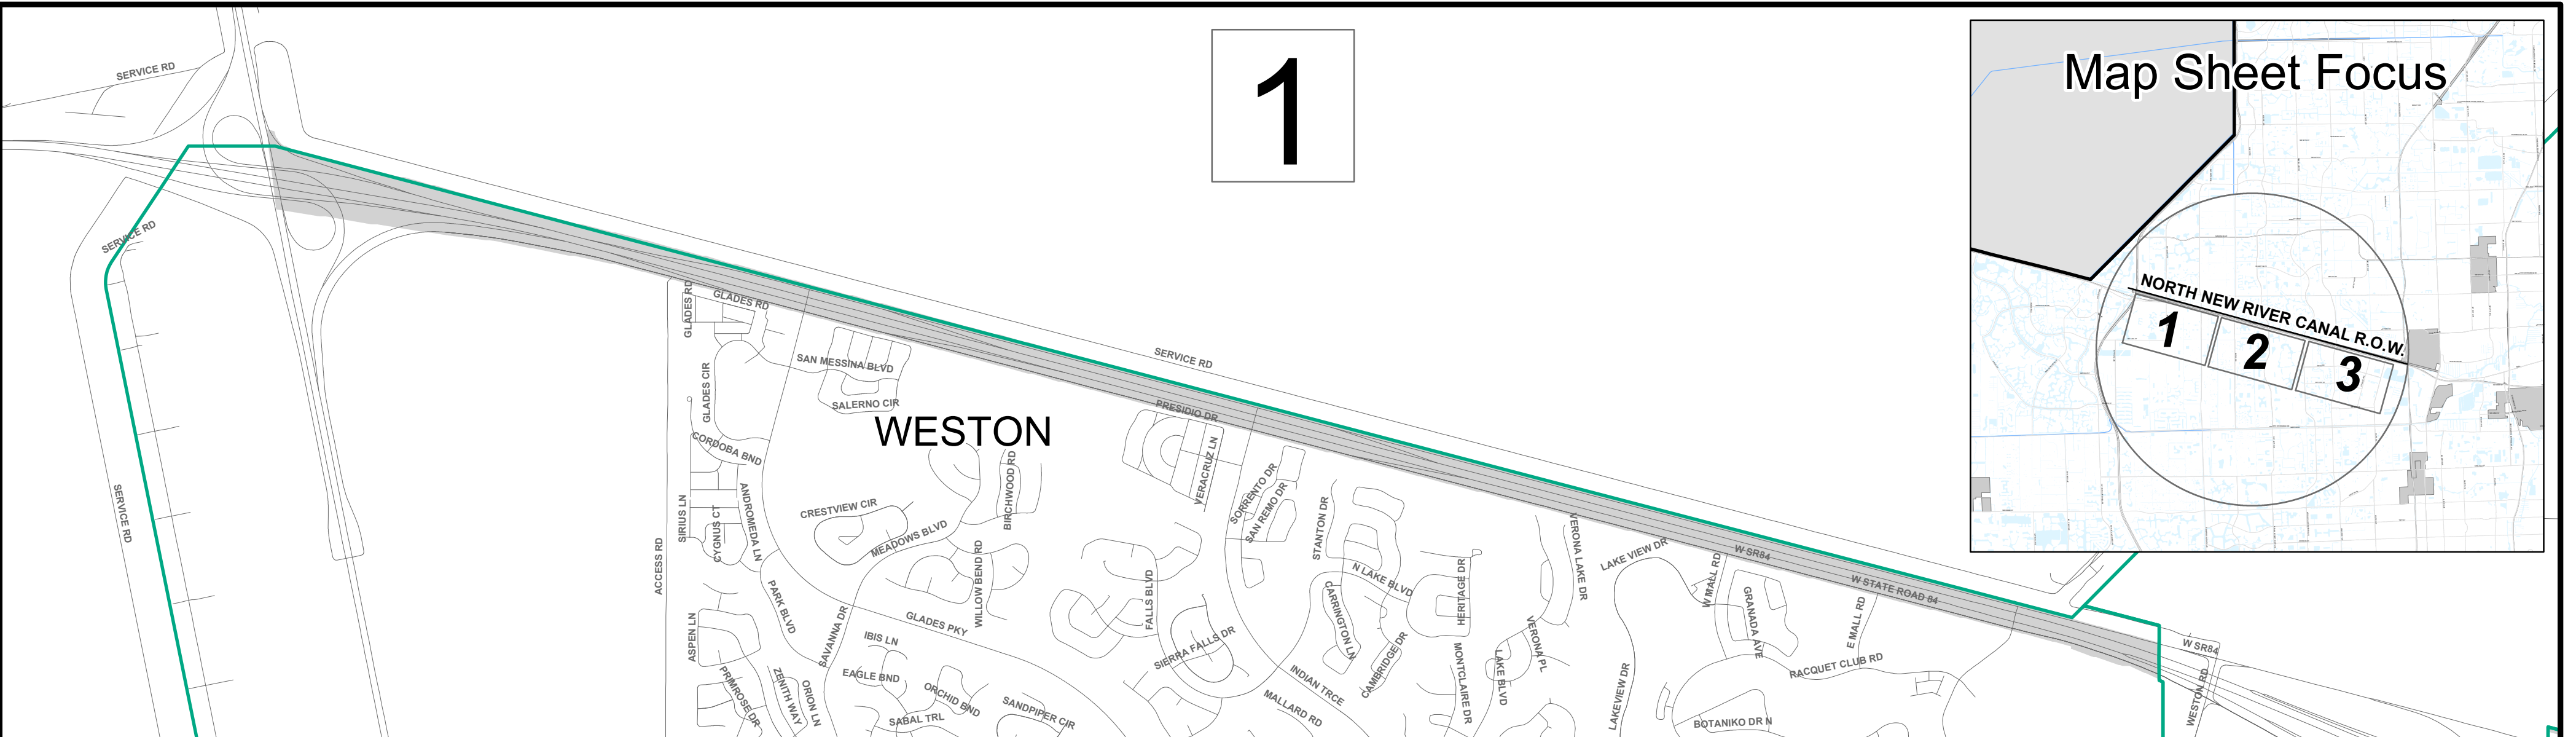 1
Map Sheet Focus
NORTH NEW RIVER CANAL R.O.W.
1
2
3
SERVICE RD
SERVICE RD
SERVICE RD
SERVICE RD
GLADES RD
GLADES RD
SAN MESSINA BLVD
SALERNO CIR
GLADES CIR
CORDOBA BND
WESTON
PRESIDIO DR
VERACRUZ LN
SORRENTO DR
SAN REMO DR
STANTON DR
BIRCHWOOD RD
CRESTVIEW CIR
MEADOWS BLVD
SIRIUS LN
CYGNUS CT
ANDROMEDA LN
ACCESS RD
PARK BLVD
WILLOW BEND RD
FALLS BLVD
SAVANNA DR
GLADES PKY
ASPEN LN
IBIS LN
EAGLE BND
ORCHID BND
SABAL TRL
SANDPIPER CIR
PRIMROSE DR
ZENITH WAY
ORION LN
SIERRA FALLS DR
INDIAN TRCE
MALLARD RD
N LAKE BLVD
CARRINGTON LN
CAMBRIDGE DR
HERITAGE DR
MONTCLAIRE DR
LAKE BLVD
VERONA PL
VERONA LAKE DR
LAKE VIEW DR
LAKEVIEW DR
W MALL RD
W SR84
W STATE ROAD 84
GRANADA AVE
E MALL RD
RACQUET CLUB RD
BOTANIKO DR N
W SR84
WESTON RD